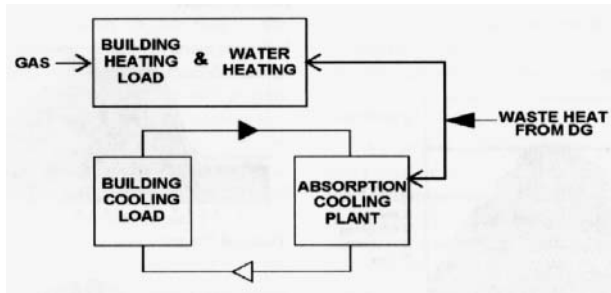 GAS
BUILDING
HEATING
LOAD
&
WATER
HEATING
WASTE HEAT
FROM DG
BUILDING
COOLING
LOAD
ABSORPTION
COOLING
PLANT